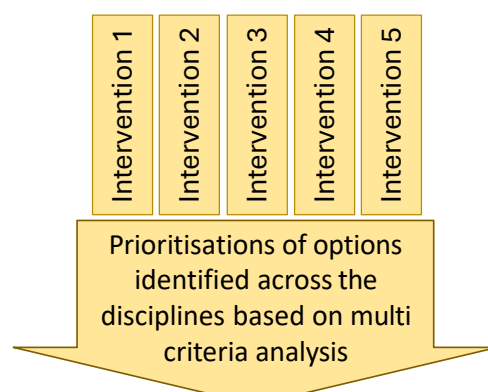 Intervention 1
Intervention 2
Intervention 3
Intervention 4
Intervention 5
Prioritisations of options
identified across the
disciplines based on multi
criteria analysis